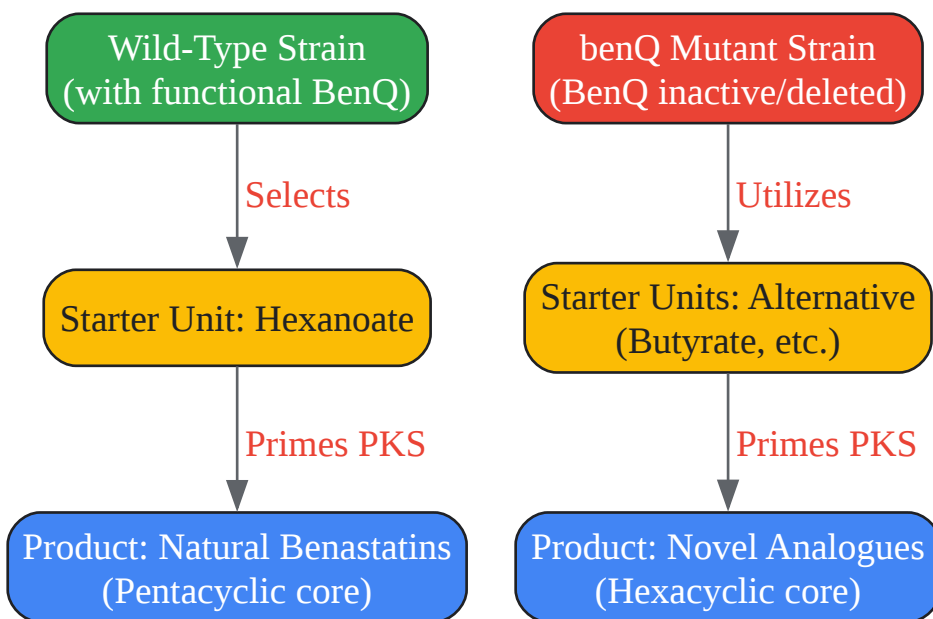 Wild-Type Strain
(with functional BenQ)
Selects
Starter Unit: Hexanoate
Primes PKS
Product: Natural Benastatins
(Pentacyclic core)
benQ Mutant Strain
(BenQ inactive/deleted)
Utilizes
Starter Units: Alternative
(Butyrate, etc.)
Primes PKS
Product: Novel Analogues
(Hexacyclic core)